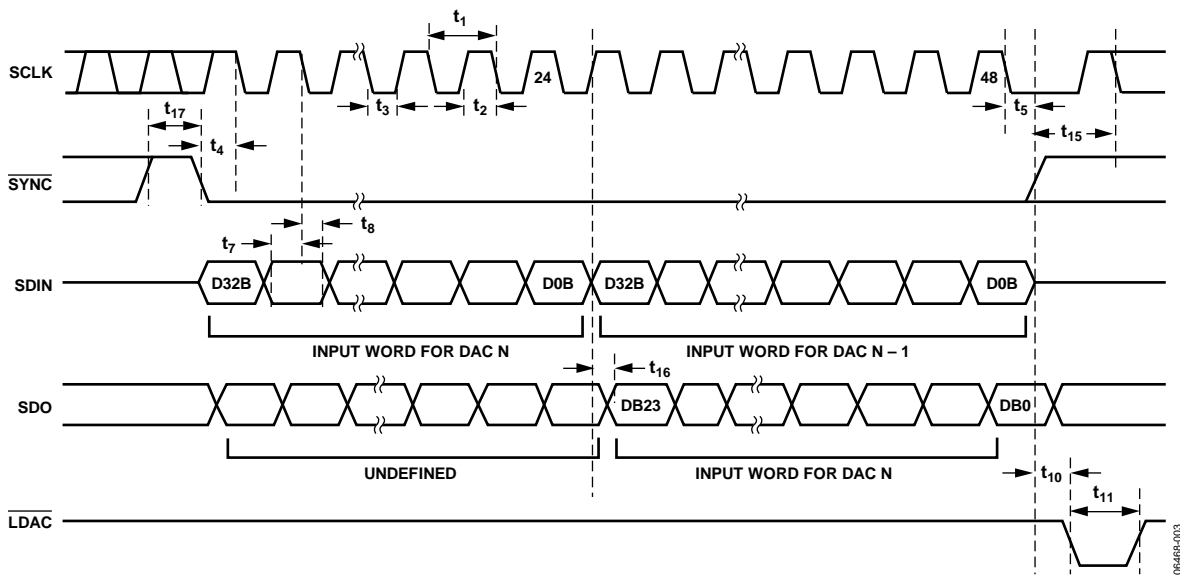 t1
SCLK
24
48
t3
t2
t5
t17
t4
t15
SYNC
t7
t8
SDIN
D32B
D0B
D32B
D0B
INPUT WORD FOR DAC N
INPUT WORD FOR DAC N – 1
t16
SDO
DB23
DB0
UNDEFINED
INPUT WORD FOR DAC N
t10
t11
LDAC
06468-003